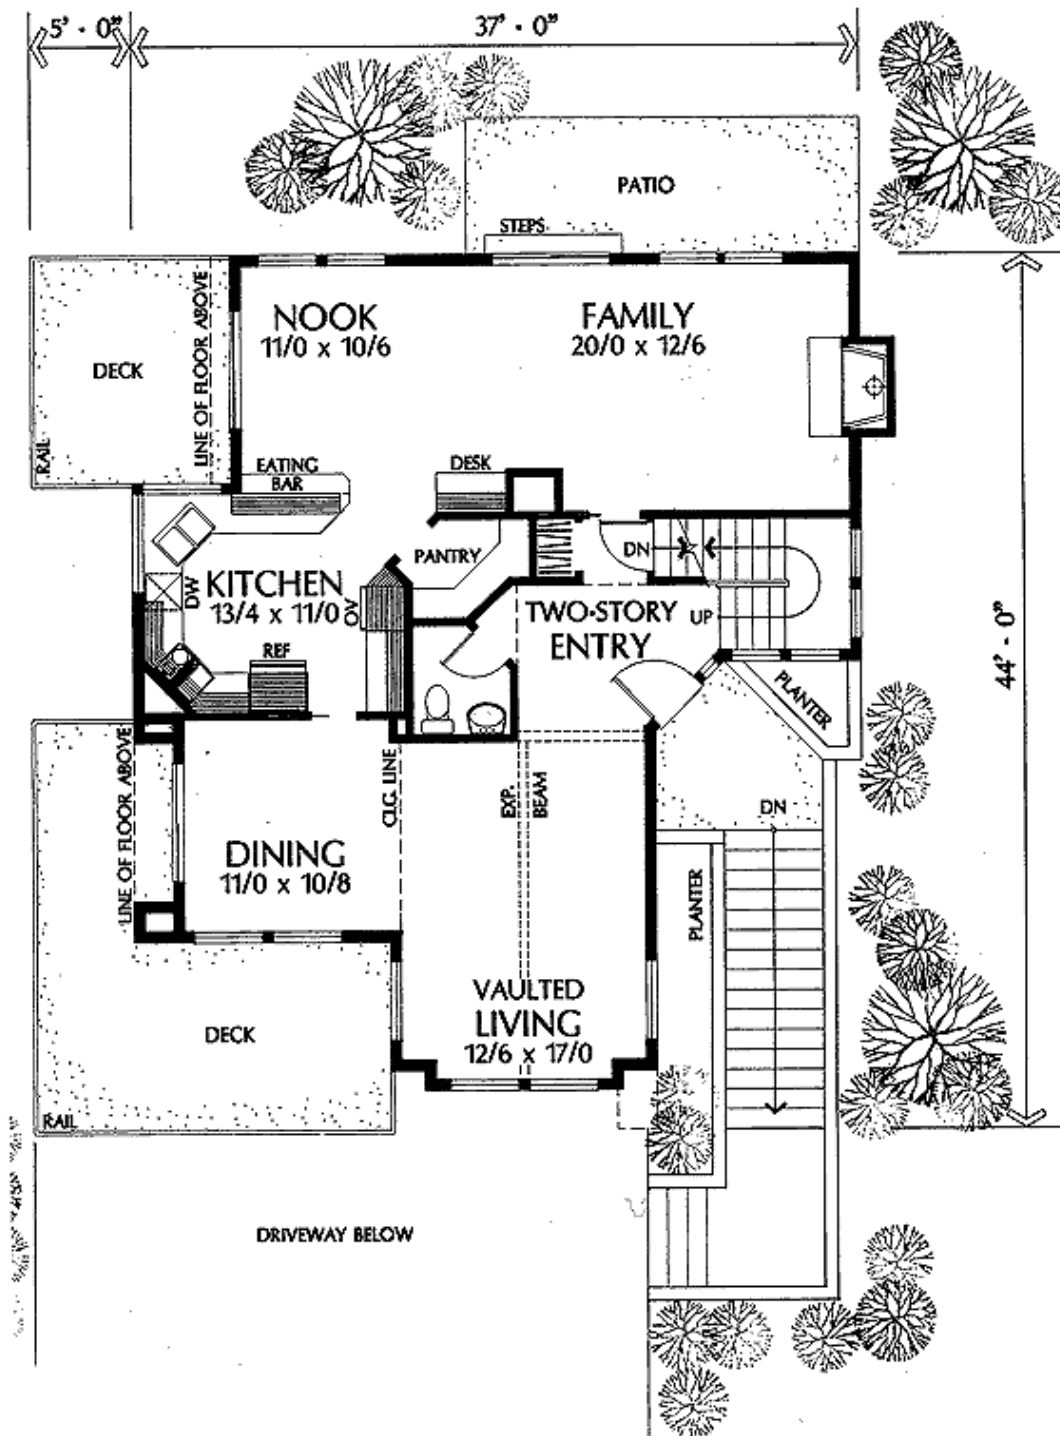 5' - 0"
37' - 0"
PATIO
STEPS
NOOK
11/0 x 10/6
FAMILY
20/0 x 12/6
DECK
LINE OF FLOOR ABOVE
RAIL
EATING
BAR
DESK
PANTRY
DN
KITCHEN
13/4 x 11/0
DW
OV
REF
TWO-STORY
ENTRY
UP
44' - 0"
PLANTER
LINE OF FLOOR ABOVE
CLG. LINE
EXP.
BEAM
DN
DINING
11/0 x 10/8
PLANTER
VAULTED
LIVING
12/6 x 17/0
DECK
RAIL
DRIVEWAY BELOW